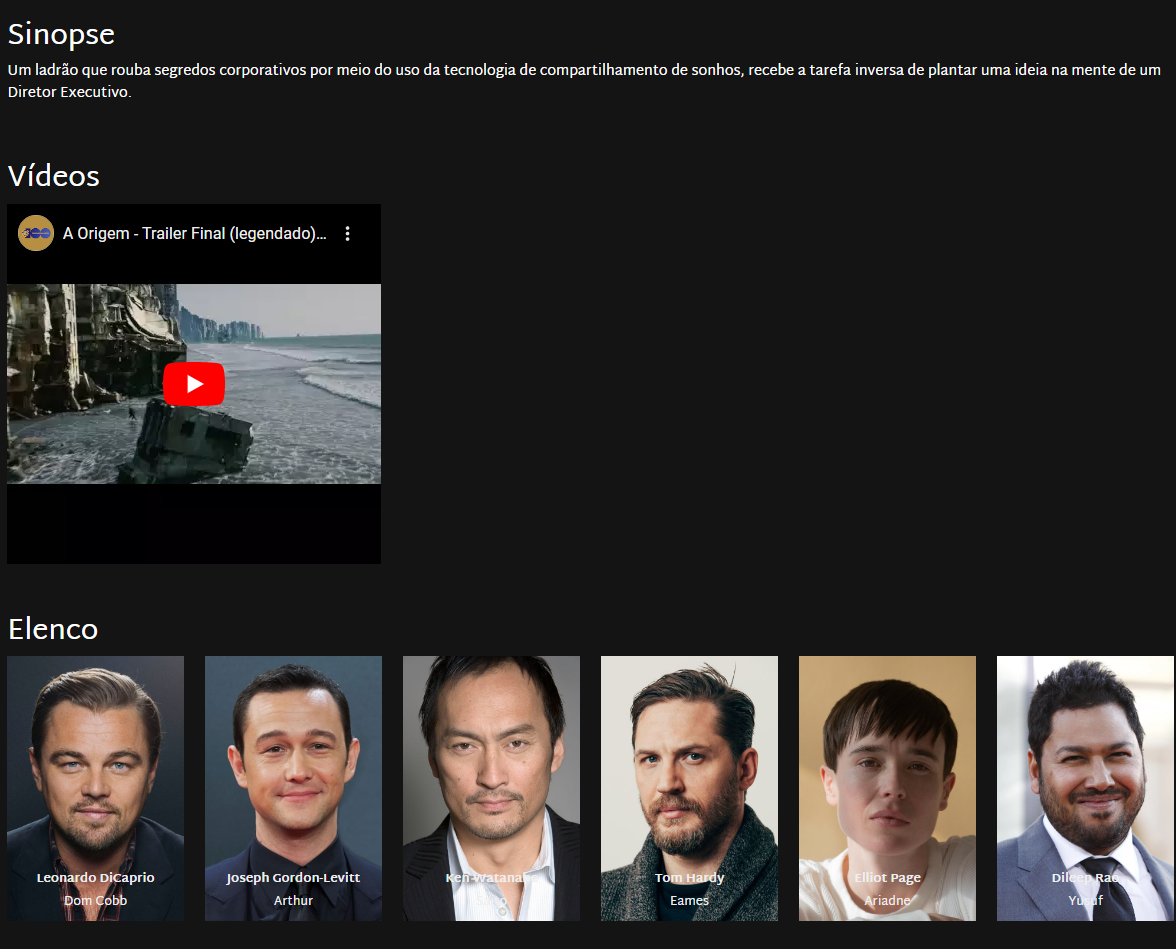 Sinopse
Um ladrão que rouba segredos corporativos por meio do uso da tecnologia de compartilhamento de sonhos, recebe a tarefa inversa de plantar uma ideia na mente de um
Diretor Executivo.
Vídeos
A Origem - Trailer Final (legendado)...
Elenco
Leonardo DiCaprio
Dom Cobb
Joseph Gordon-Levitt
Arthur
Ken
Tom Hardy
Eames
Elliot Page
Ariadne
Dileep Rao
Yusuf